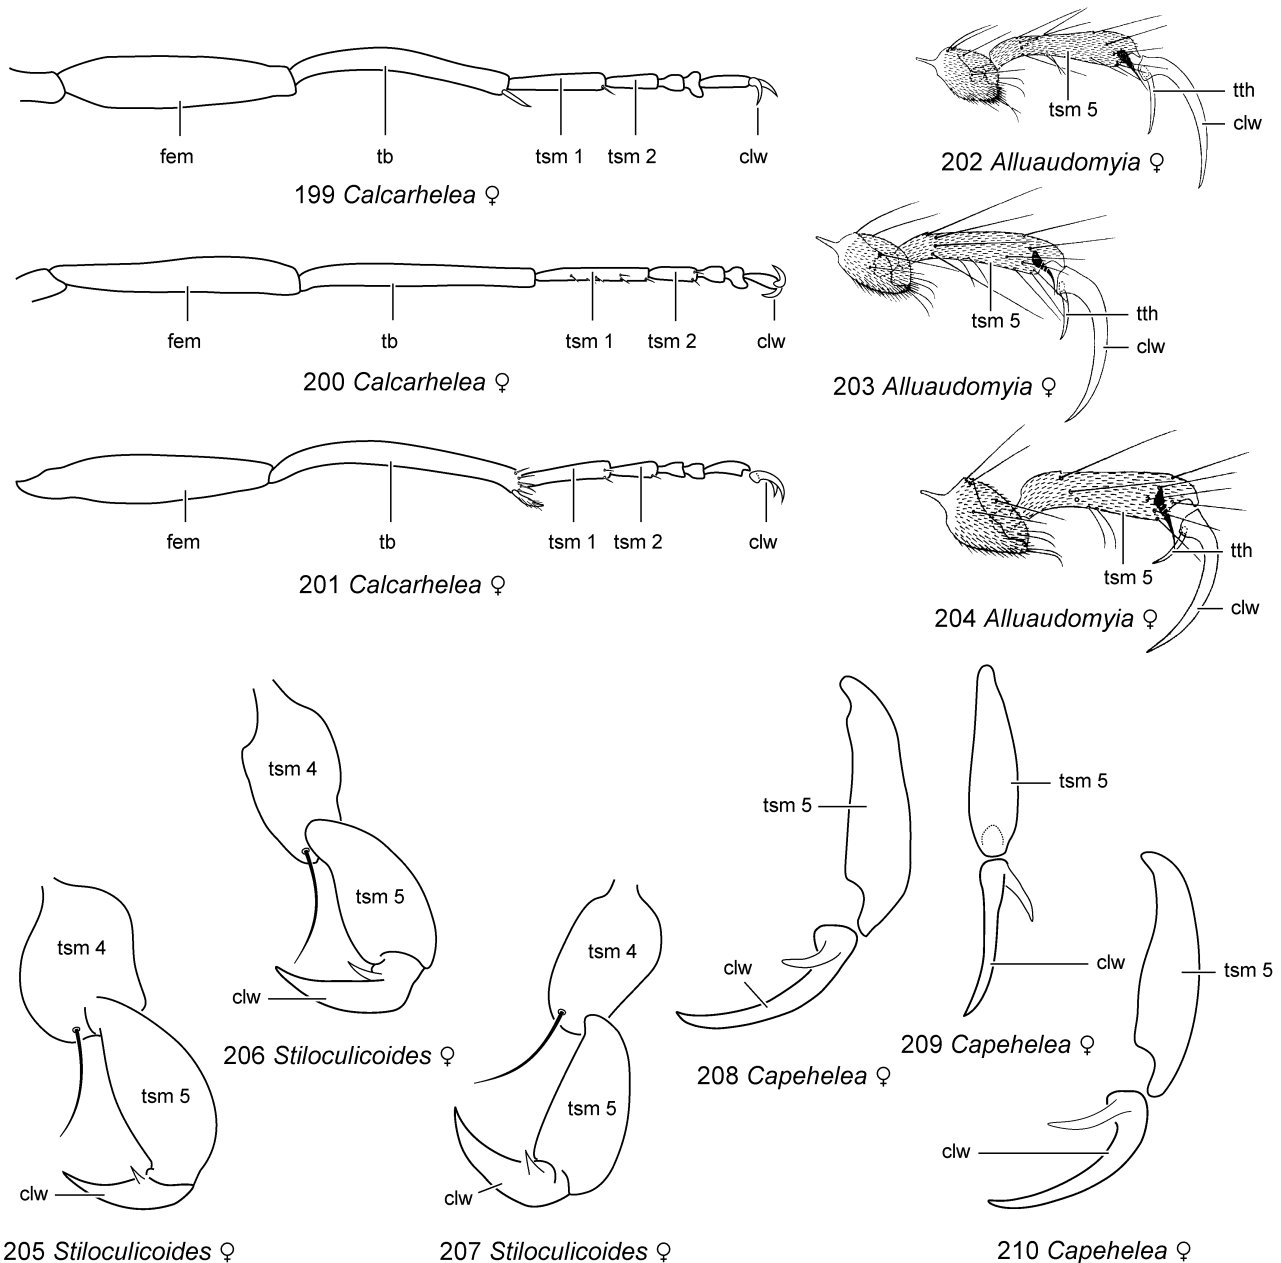 fem tb tsm 1 tsm 2 clw
199 Calcarhelea ♀
tsm 5 tth
clw
202 Alluaudomyia ♀
fem tb tsm 1 tsm 2 clw
200 Calcarhelea ♀
tsm 5 tth
clw
203 Alluaudomyia ♀
fem tb tsm 1 tsm 2 clw
201 Calcarhelea ♀
tth
tsm 5
clw
204 Alluaudomyia ♀
tsm 4
tsm 5
clw
206 Stiloculicoides ♀
tsm 4
tsm 5
clw
205 Stiloculicoides ♀
tsm 4
tsm 5
clw
207 Stiloculicoides ♀
tsm 5
clw
208 Capehelea ♀
tsm 5
clw
209 Capehelea ♀
tsm 5
clw
210 Capehelea ♀